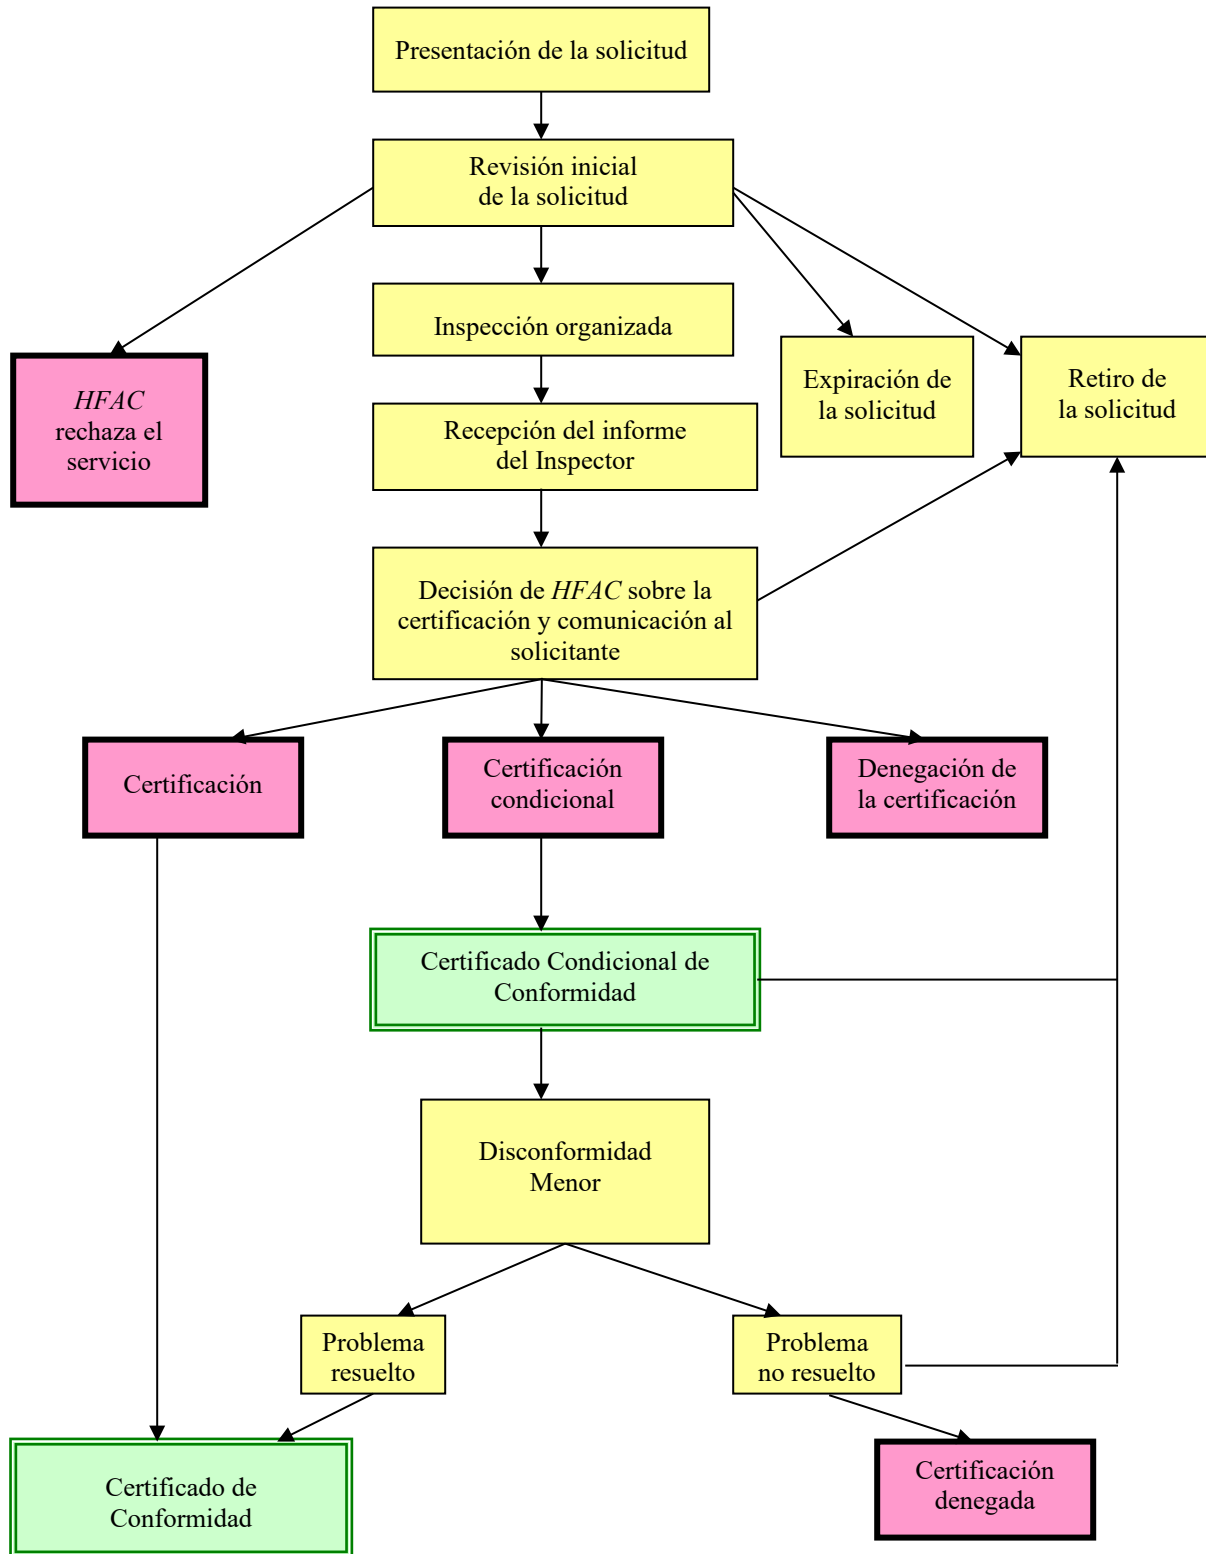 Presentación de la solicitud
Revisión inicial
de la solicitud
Inspección organizada
HFAC
rechaza el
servicio
Expiración de
la solicitud
Retiro de
la solicitud
Recepción del informe
del Inspector
Decisión de HFAC sobre la
certificación y comunicación al
solicitante
Certificación
Certificación
condicional
Denegación de
la certificación
Certificado Condicional de
Conformidad
Disconformidad
Menor
Problema
resuelto
Problema
no resuelto
Certificado de
Conformidad
Certificación
denegada